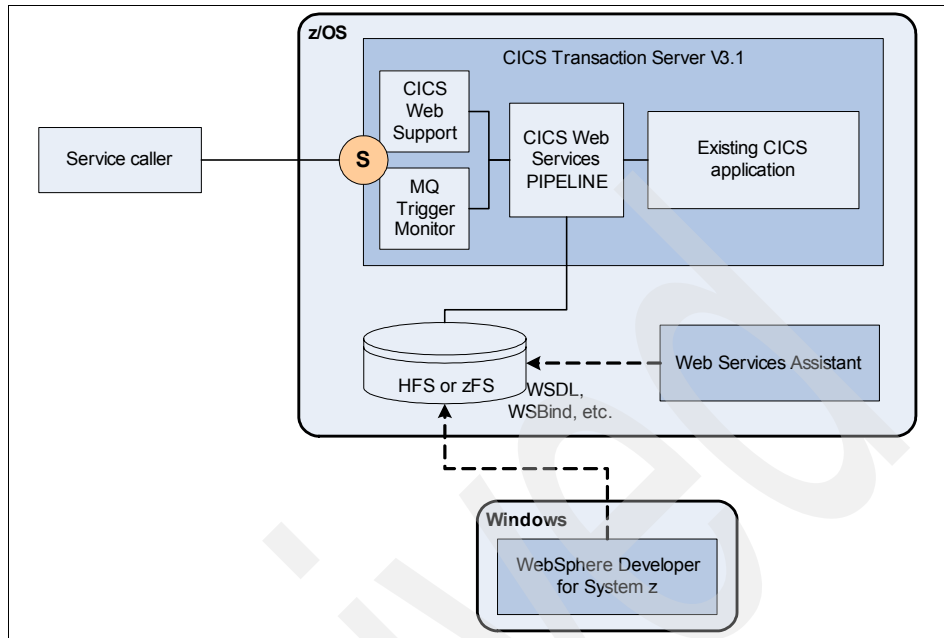 z/OS
CICS Transaction Server V3.1
CICS
Web
Support
CICS Web
Services
PIPELINE
Existing CICS
application
Service caller
S
MQ
Trigger
Monitor
HFS or zFS
WSDL,
WSBind, etc.
Web Services Assistant
Windows
WebSphere Developer
for System z